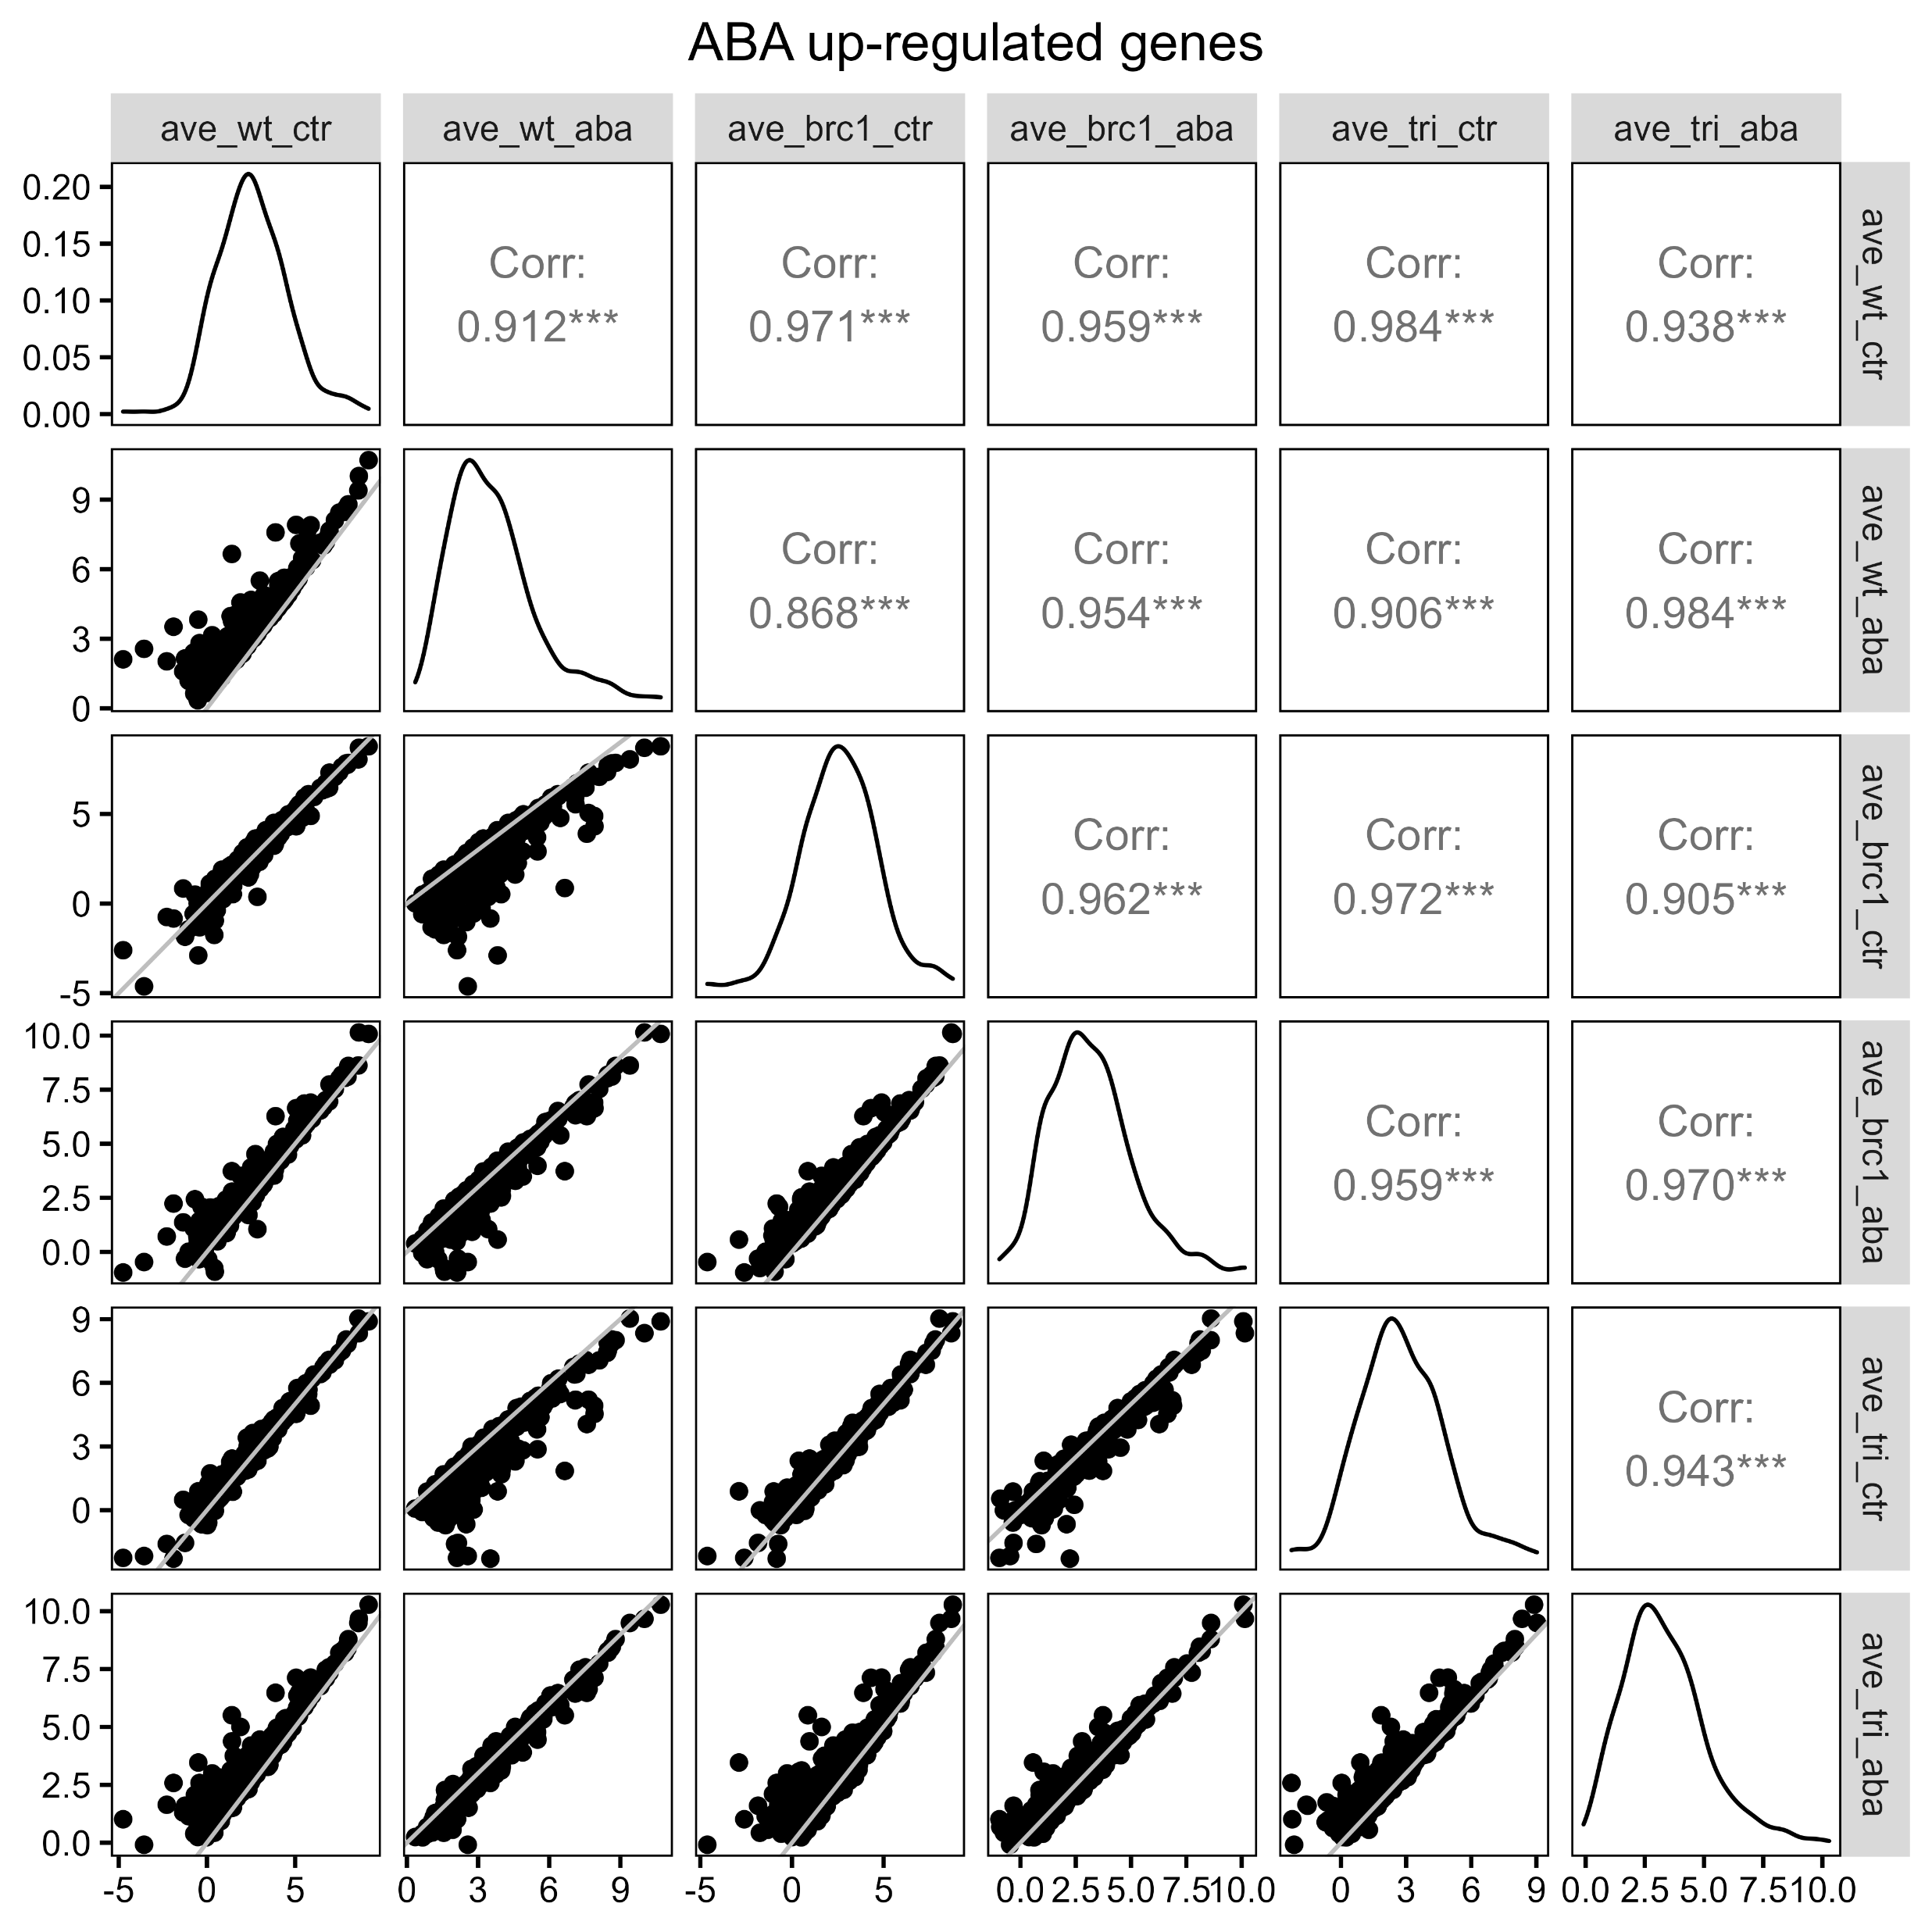 ABA up-regulated genes
ave_wt_ctr ave_wt_aba ave_brc1_ctr ave_brc1_aba ave_tri_ctr ave_tri_aba
0.20
0.15
0.10
0.05
0.00
Corr: Corr: Corr: Corr: Corr:
0.912*** 0.971*** 0.959*** 0.984*** 0.938***
ave_wt_ctr
9
6
3
0
Corr: Corr: Corr: Corr:
0.868*** 0.954*** 0.906*** 0.984***
ave_wt_aba
5
0
-5
Corr: Corr: Corr:
0.962*** 0.972*** 0.905***
ave_brc1_ctr
10.0
7.5
5.0
2.5
0.0
Corr: Corr:
0.959*** 0.970***
ave_brc1_aba
9
6
3
0
Corr:
0.943***
ave_tri_ctr
10.0
7.5
5.0
2.5
0.0
ave_tri_aba
-5 0 5 0 3 6 9 -5 0 5 0.0 2.5 5.0 7.5 10.0 0 3 6 9 0.0 2.5 5.0 7.5 10.0